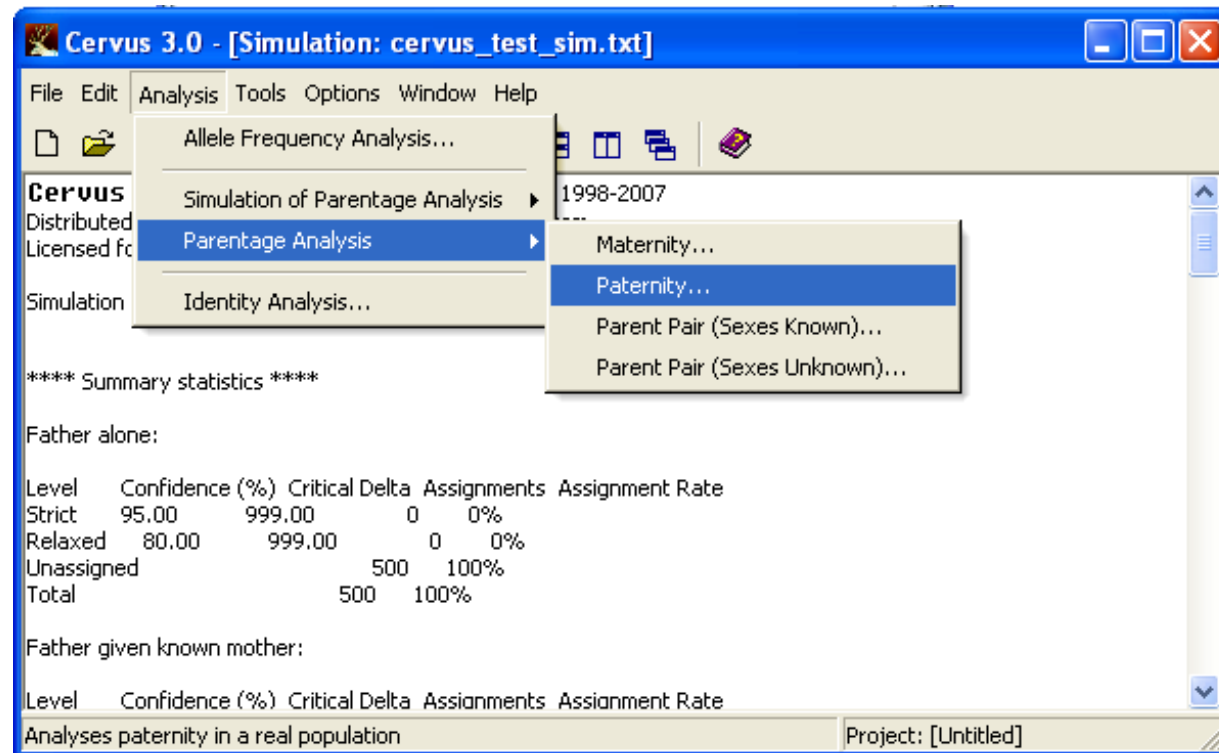 Cervus 3.0 - [Simulation: cervus_test_sim.txt]
File Edit Analysis Tools Options Window Help
Allele Frequency Analysis...
Simulation of Parentage Analysis
Parentage Analysis
Identity Analysis...
Maternity...
Paternity...
Parent Pair (Sexes Known)...
Parent Pair (Sexes Unknown)...
Cervus 1998-2007
Distributed
Licensed
Simulation
**** Summary statistics ****
Father alone:
Level Confidence (%) Critical Delta Assignments Assignment Rate
Strict 95.00 999.00 0 0%
Relaxed 80.00 999.00 0 0%
Unassigned 500 100%
Total 500 100%
Father given known mother:
Level Confidence (%) Critical Delta Assignments Assignment Rate
Analyses paternity in a real population Project: [Untitled]